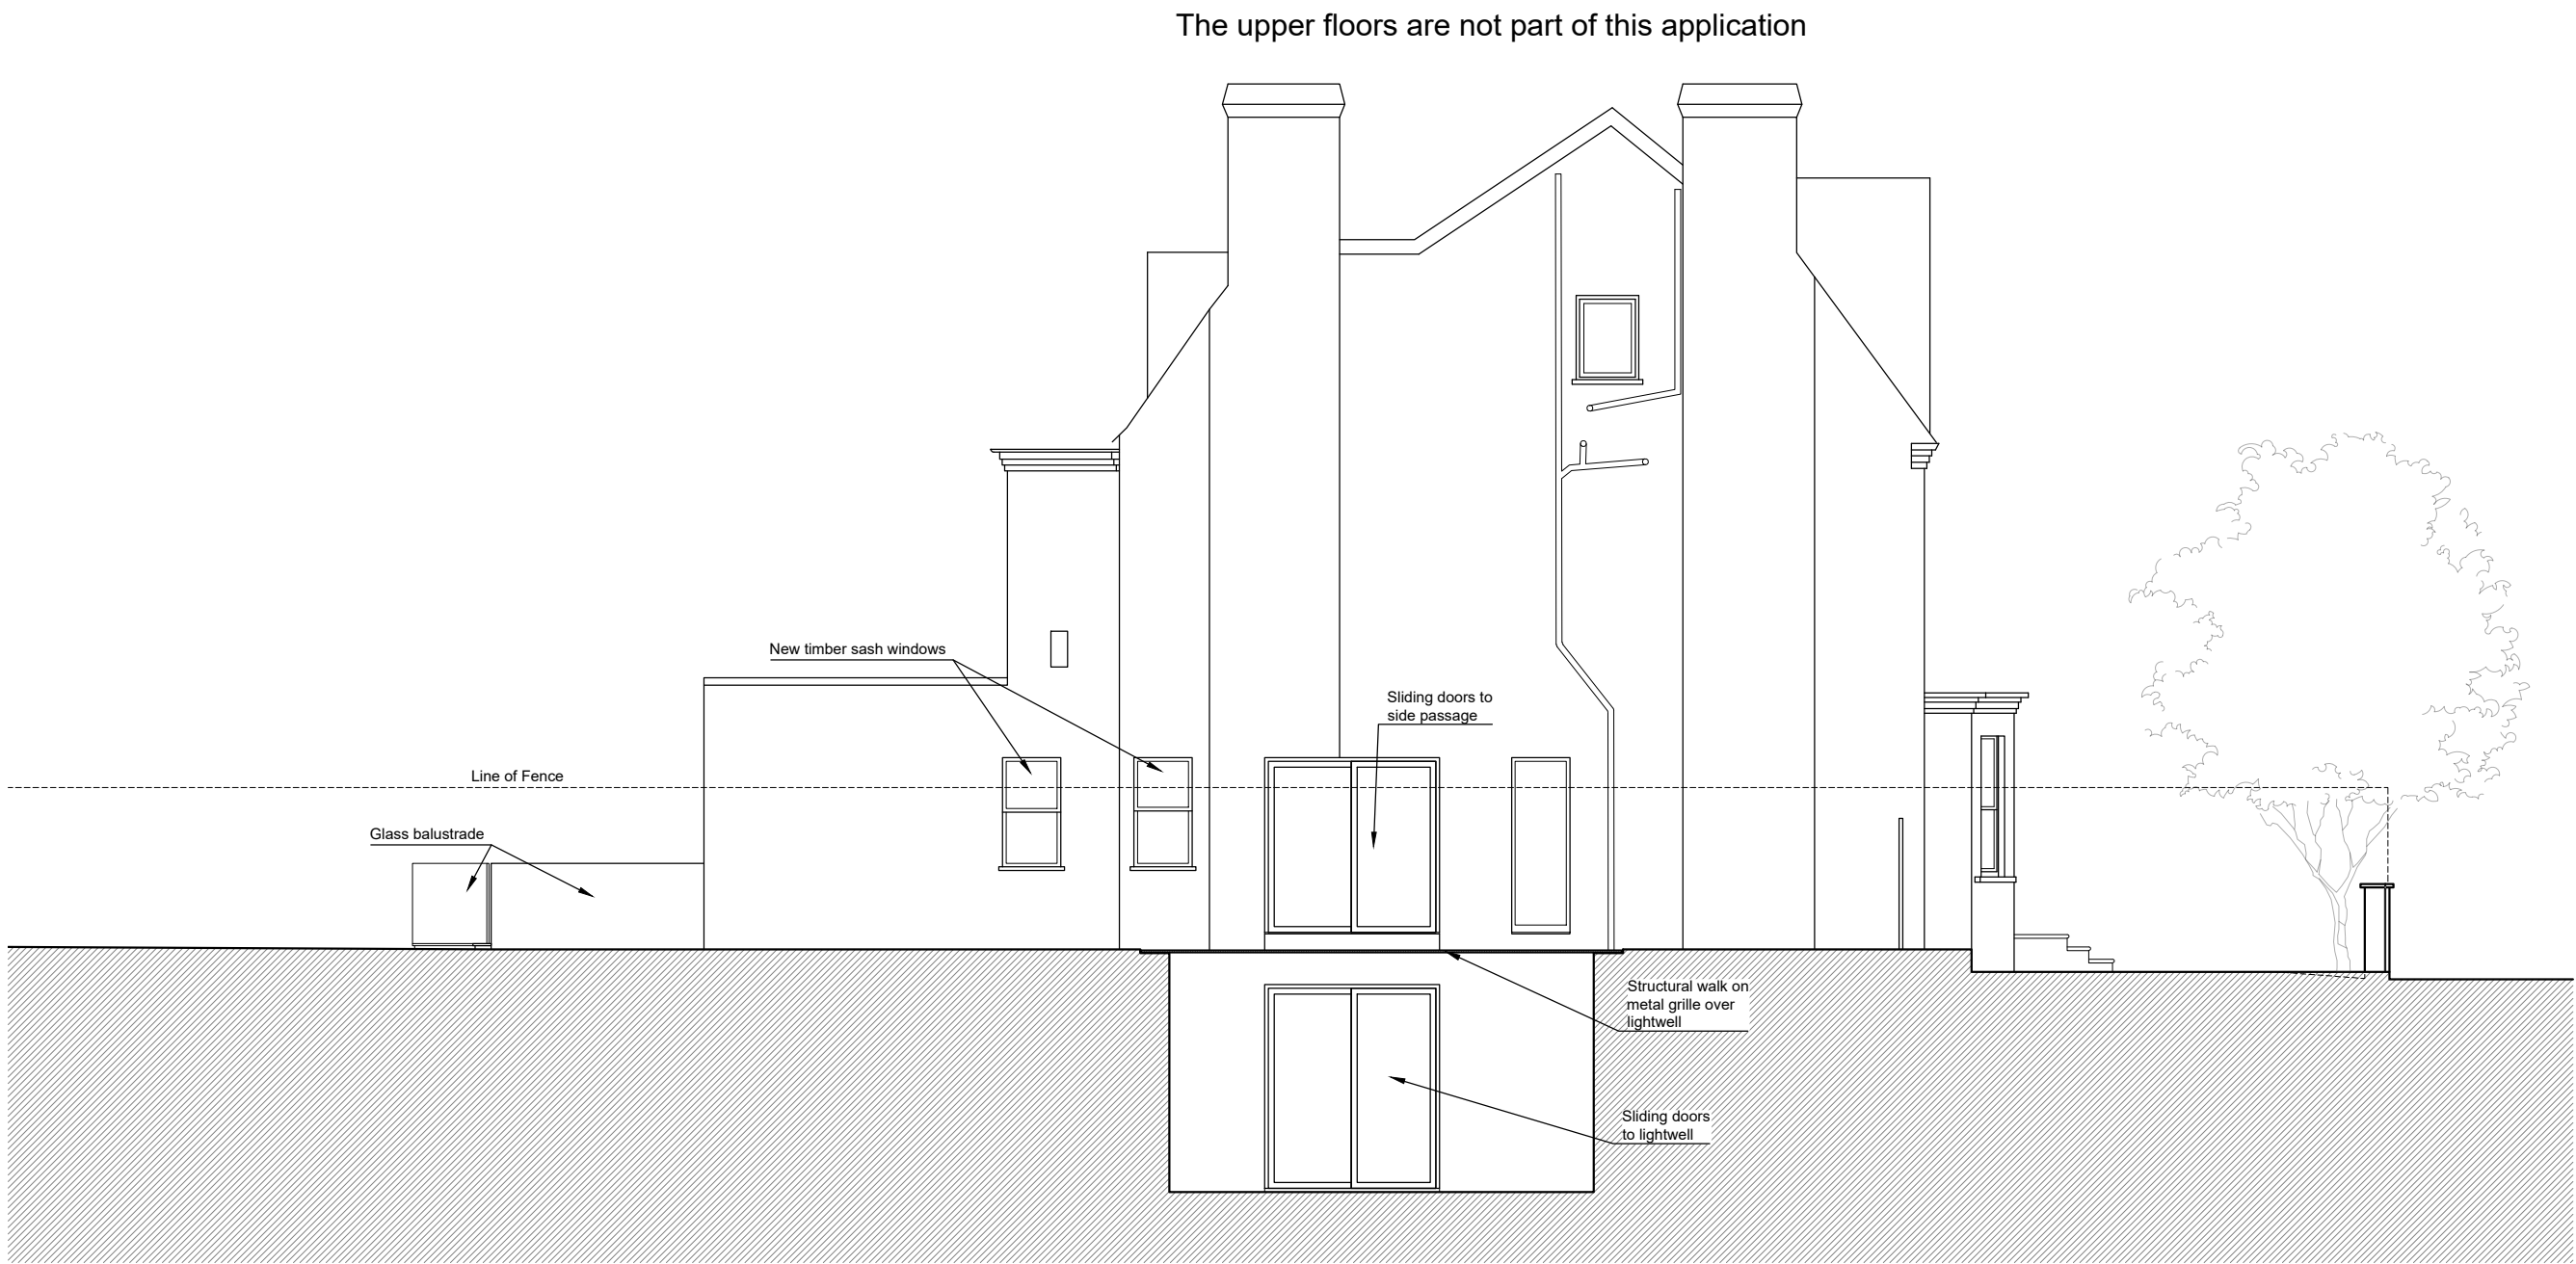 The upper floors are not part of this application
New timber sash windows
Sliding doors to
side passage
Line of Fence
Glass balustrade
Structural walk on
metal grille over
lightwell
Sliding doors
to lightwell